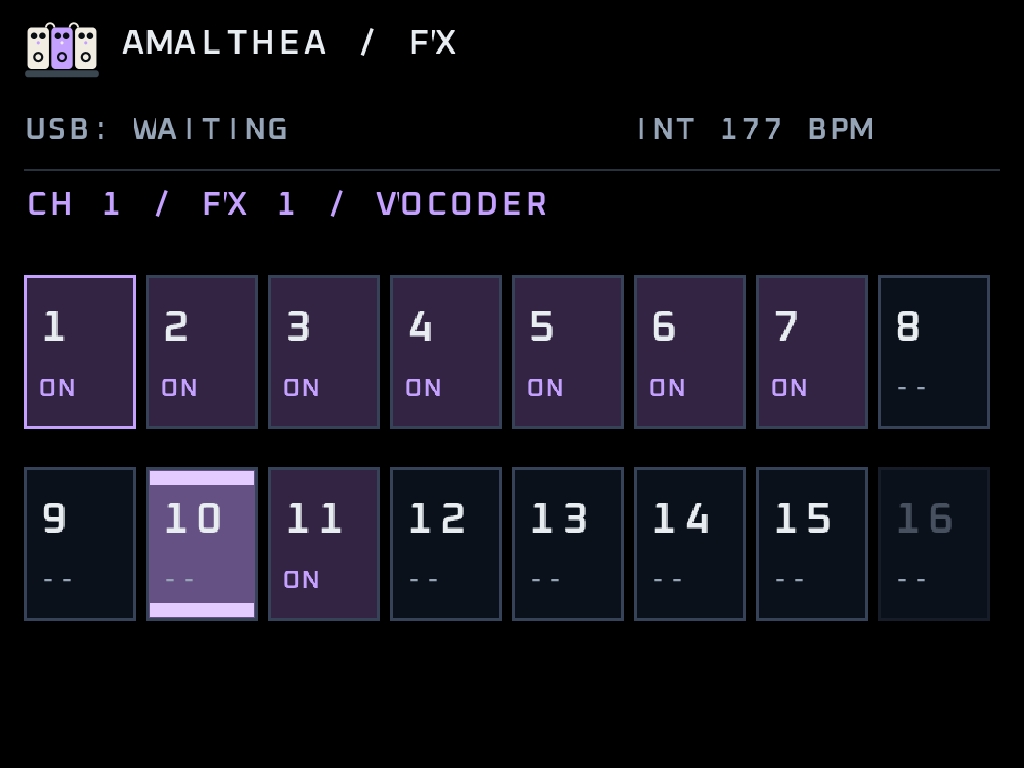 AMALTHEA / FX
USB: WAITING INT 177 BPM
CH 1 / FX 1 / VOCODER
1 2 3 4 5 6 7 8
ON ON ON ON ON ON ON --
9 10 11 12 13 14 15 16
-- -- ON -- -- -- -- --